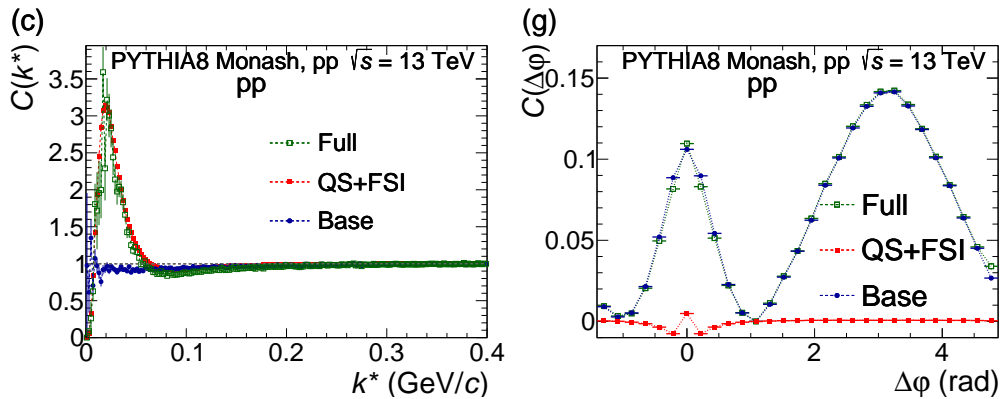 (c)
PYTHIA8 Monash, pp √s = 13 TeV
pp
C(k*)
3.5
3
2.5
2
1.5
1
0.5
0
Full
QS+FSI
Base
0 0.1 0.2 0.3 0.4
k* (GeV/c)
(g)
PYTHIA8 Monash, pp √s = 13 TeV
pp
C(Δφ)
0.15
0.1
0.05
0
Full
QS+FSI
Base
0 2 4
Δφ (rad)